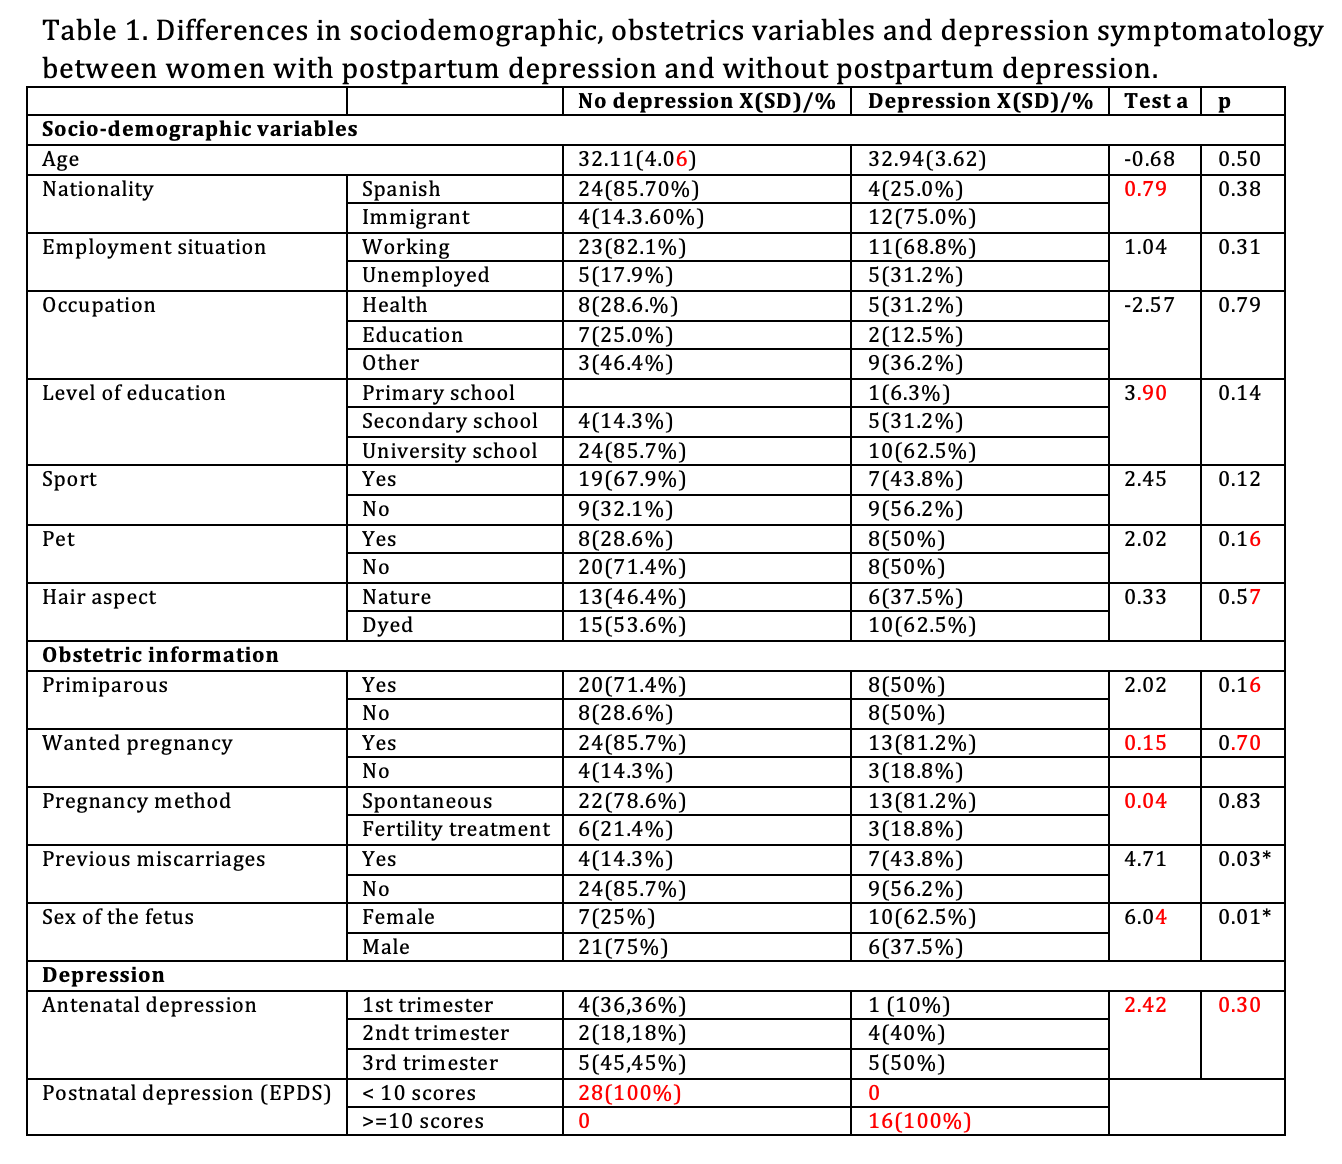 Table 1. Differences in sociodemographic, obstetrics variables and depression symptomatology
between women with postpartum depression and without postpartum depression.
No depression X(SD)/% Depression X(SD)/% Test a p
Socio-demographic variables
Age 32.11(4.06) 32.94(3.62) -0.68 0.50
Nationality Spanish 24(85.70%) 4(25.0%) 0.79 0.38
Immigrant 4(14.3.60%) 12(75.0%)
Employment situation Working 23(82.1%) 11(68.8%) 1.04 0.31
Unemployed 5(17.9%) 5(31.2%)
Occupation Health 8(28.6.%) 5(31.2%) -2.57 0.79
Education 7(25.0%) 2(12.5%)
Other 3(46.4%) 9(36.2%)
Level of education Primary school 1(6.3%) 3.90 0.14
Secondary school 4(14.3%) 5(31.2%)
University school 24(85.7%) 10(62.5%)
Sport Yes 19(67.9%) 7(43.8%) 2.45 0.12
No 9(32.1%) 9(56.2%)
Pet Yes 8(28.6%) 8(50%) 2.02 0.16
No 20(71.4%) 8(50%)
Hair aspect Nature 13(46.4%) 6(37.5%) 0.33 0.57
Dyed 15(53.6%) 10(62.5%)
Obstetric information
Primiparous Yes 20(71.4%) 8(50%) 2.02 0.16
No 8(28.6%) 8(50%)
Wanted pregnancy Yes 24(85.7%) 13(81.2%) 0.15 0.70
No 4(14.3%) 3(18.8%)
Pregnancy method Spontaneous 22(78.6%) 13(81.2%) 0.04 0.83
Fertility treatment 6(21.4%) 3(18.8%)
Previous miscarriages Yes 4(14.3%) 7(43.8%) 4.71 0.03*
No 24(85.7%) 9(56.2%)
Sex of the fetus Female 7(25%) 10(62.5%) 6.04 0.01*
Male 21(75%) 6(37.5%)
Depression
Antenatal depression 1st trimester 4(36,36%) 1 (10%) 2.42 0.30
2ndt trimester 2(18,18%) 4(40%)
3rd trimester 5(45,45%) 5(50%)
Postnatal depression (EPDS) < 10 scores 28(100%) 0
>=10 scores 0 16(100%)